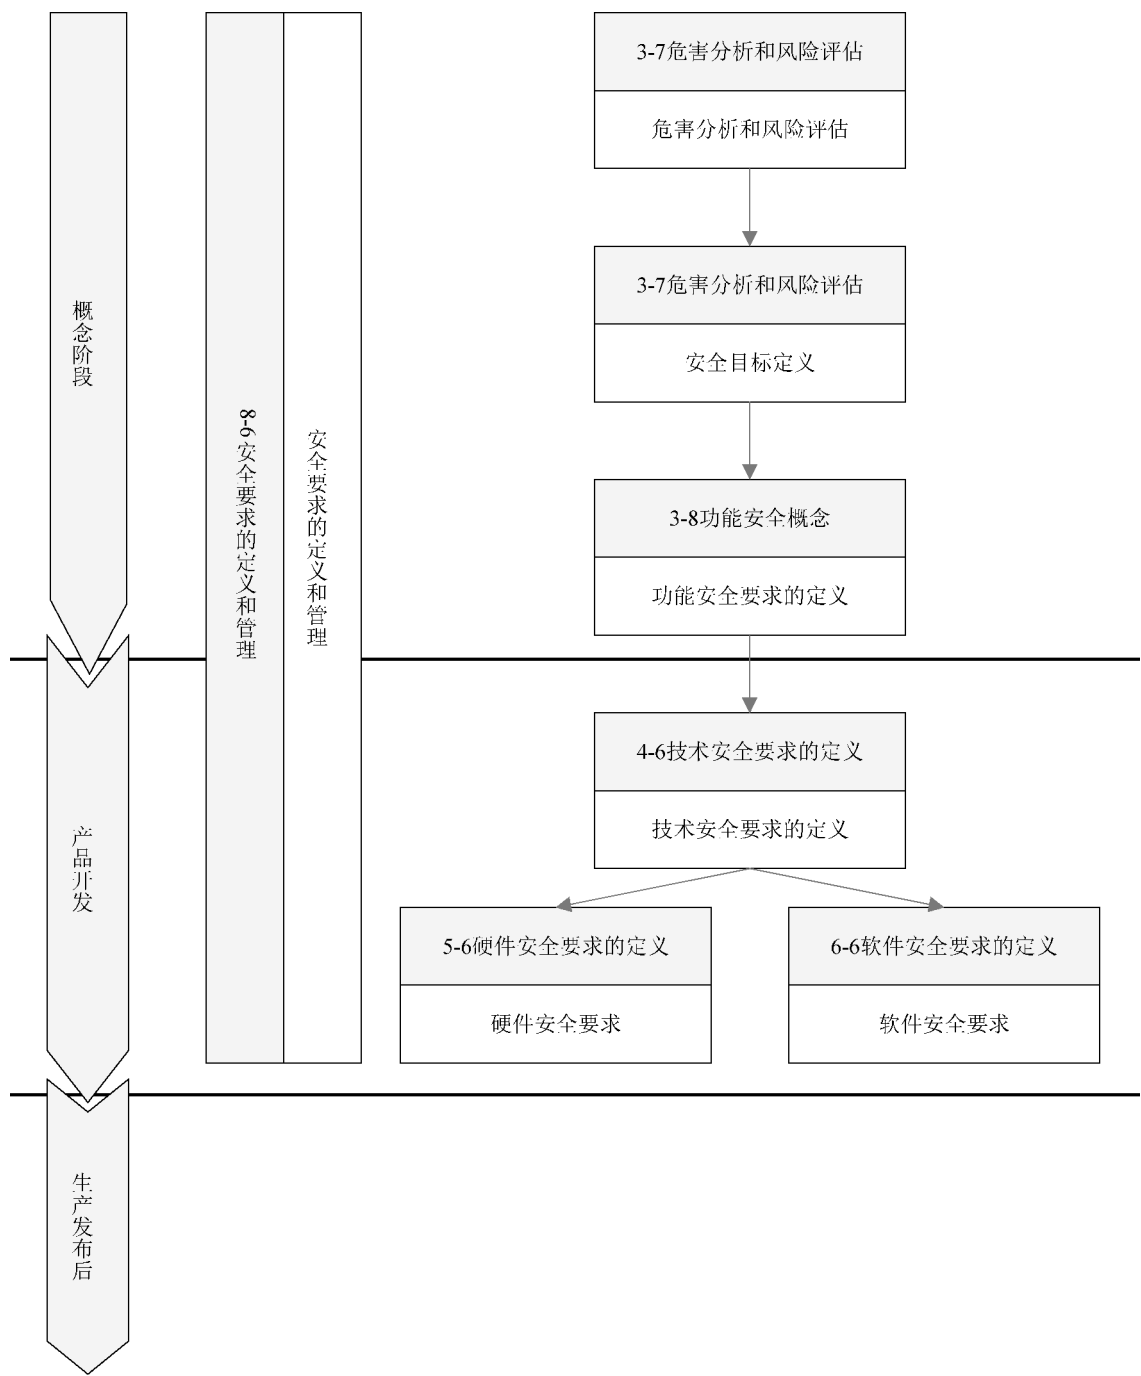 概念阶段
产品开发
生产发布后
8-6安全要求的定义和管理
安全要求的定义和管理
3-7危害分析和风险评估
危害分析和风险评估
3-7危害分析和风险评估
安全目标定义
3-8功能安全概念
功能安全要求的定义
4-6技术安全要求的定义
技术安全要求的定义
5-6硬件安全要求的定义
硬件安全要求
6-6软件安全要求的定义
软件安全要求